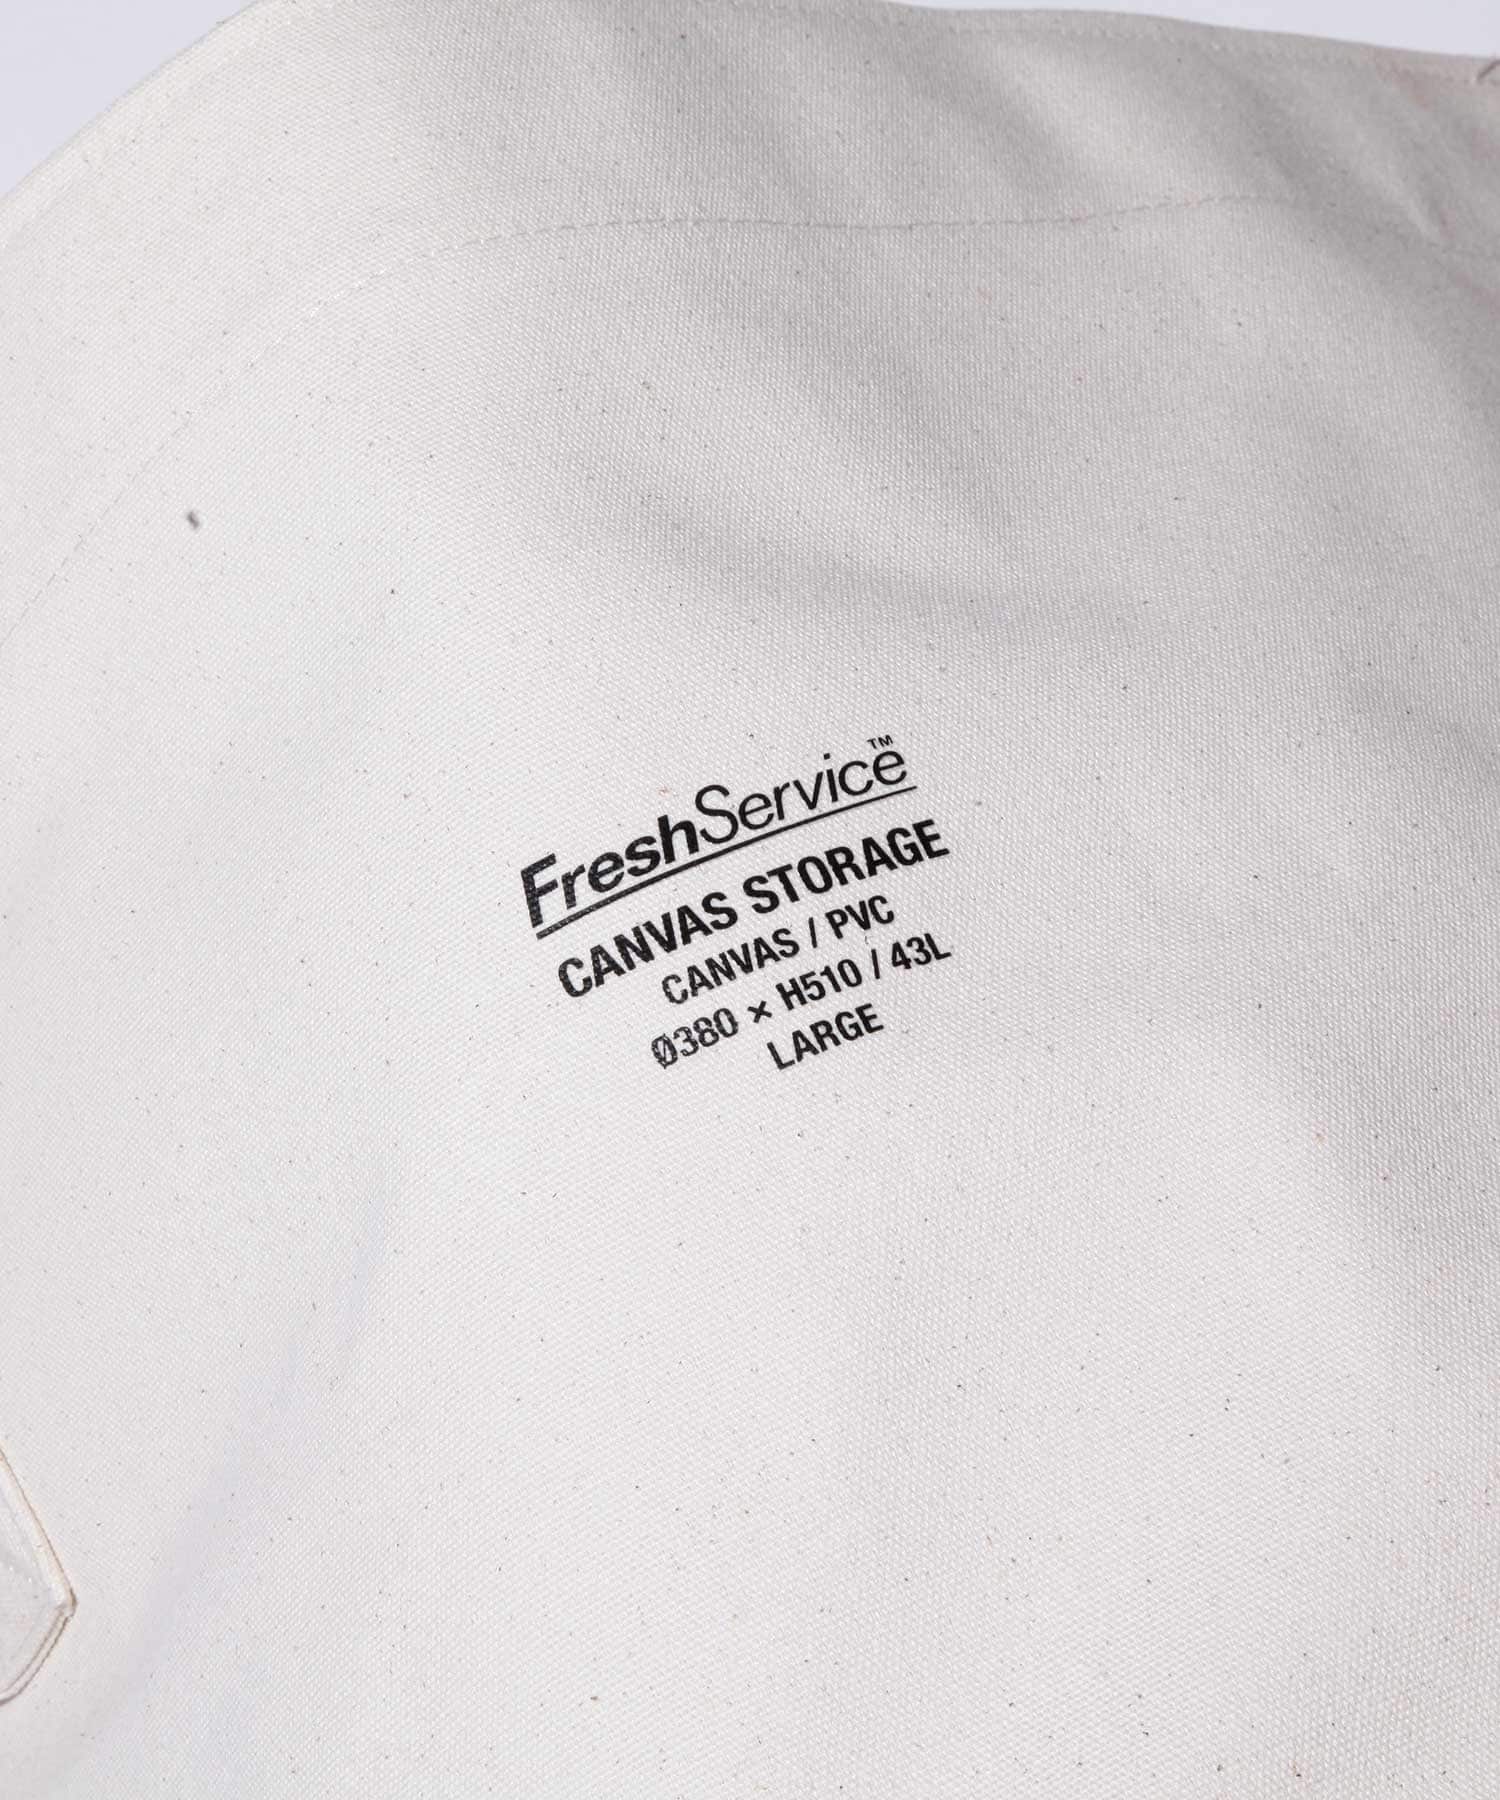 FreshService™
CANVAS STORAGE
CANVAS / PVC
Ø380 × H510 / 43L
LARGE